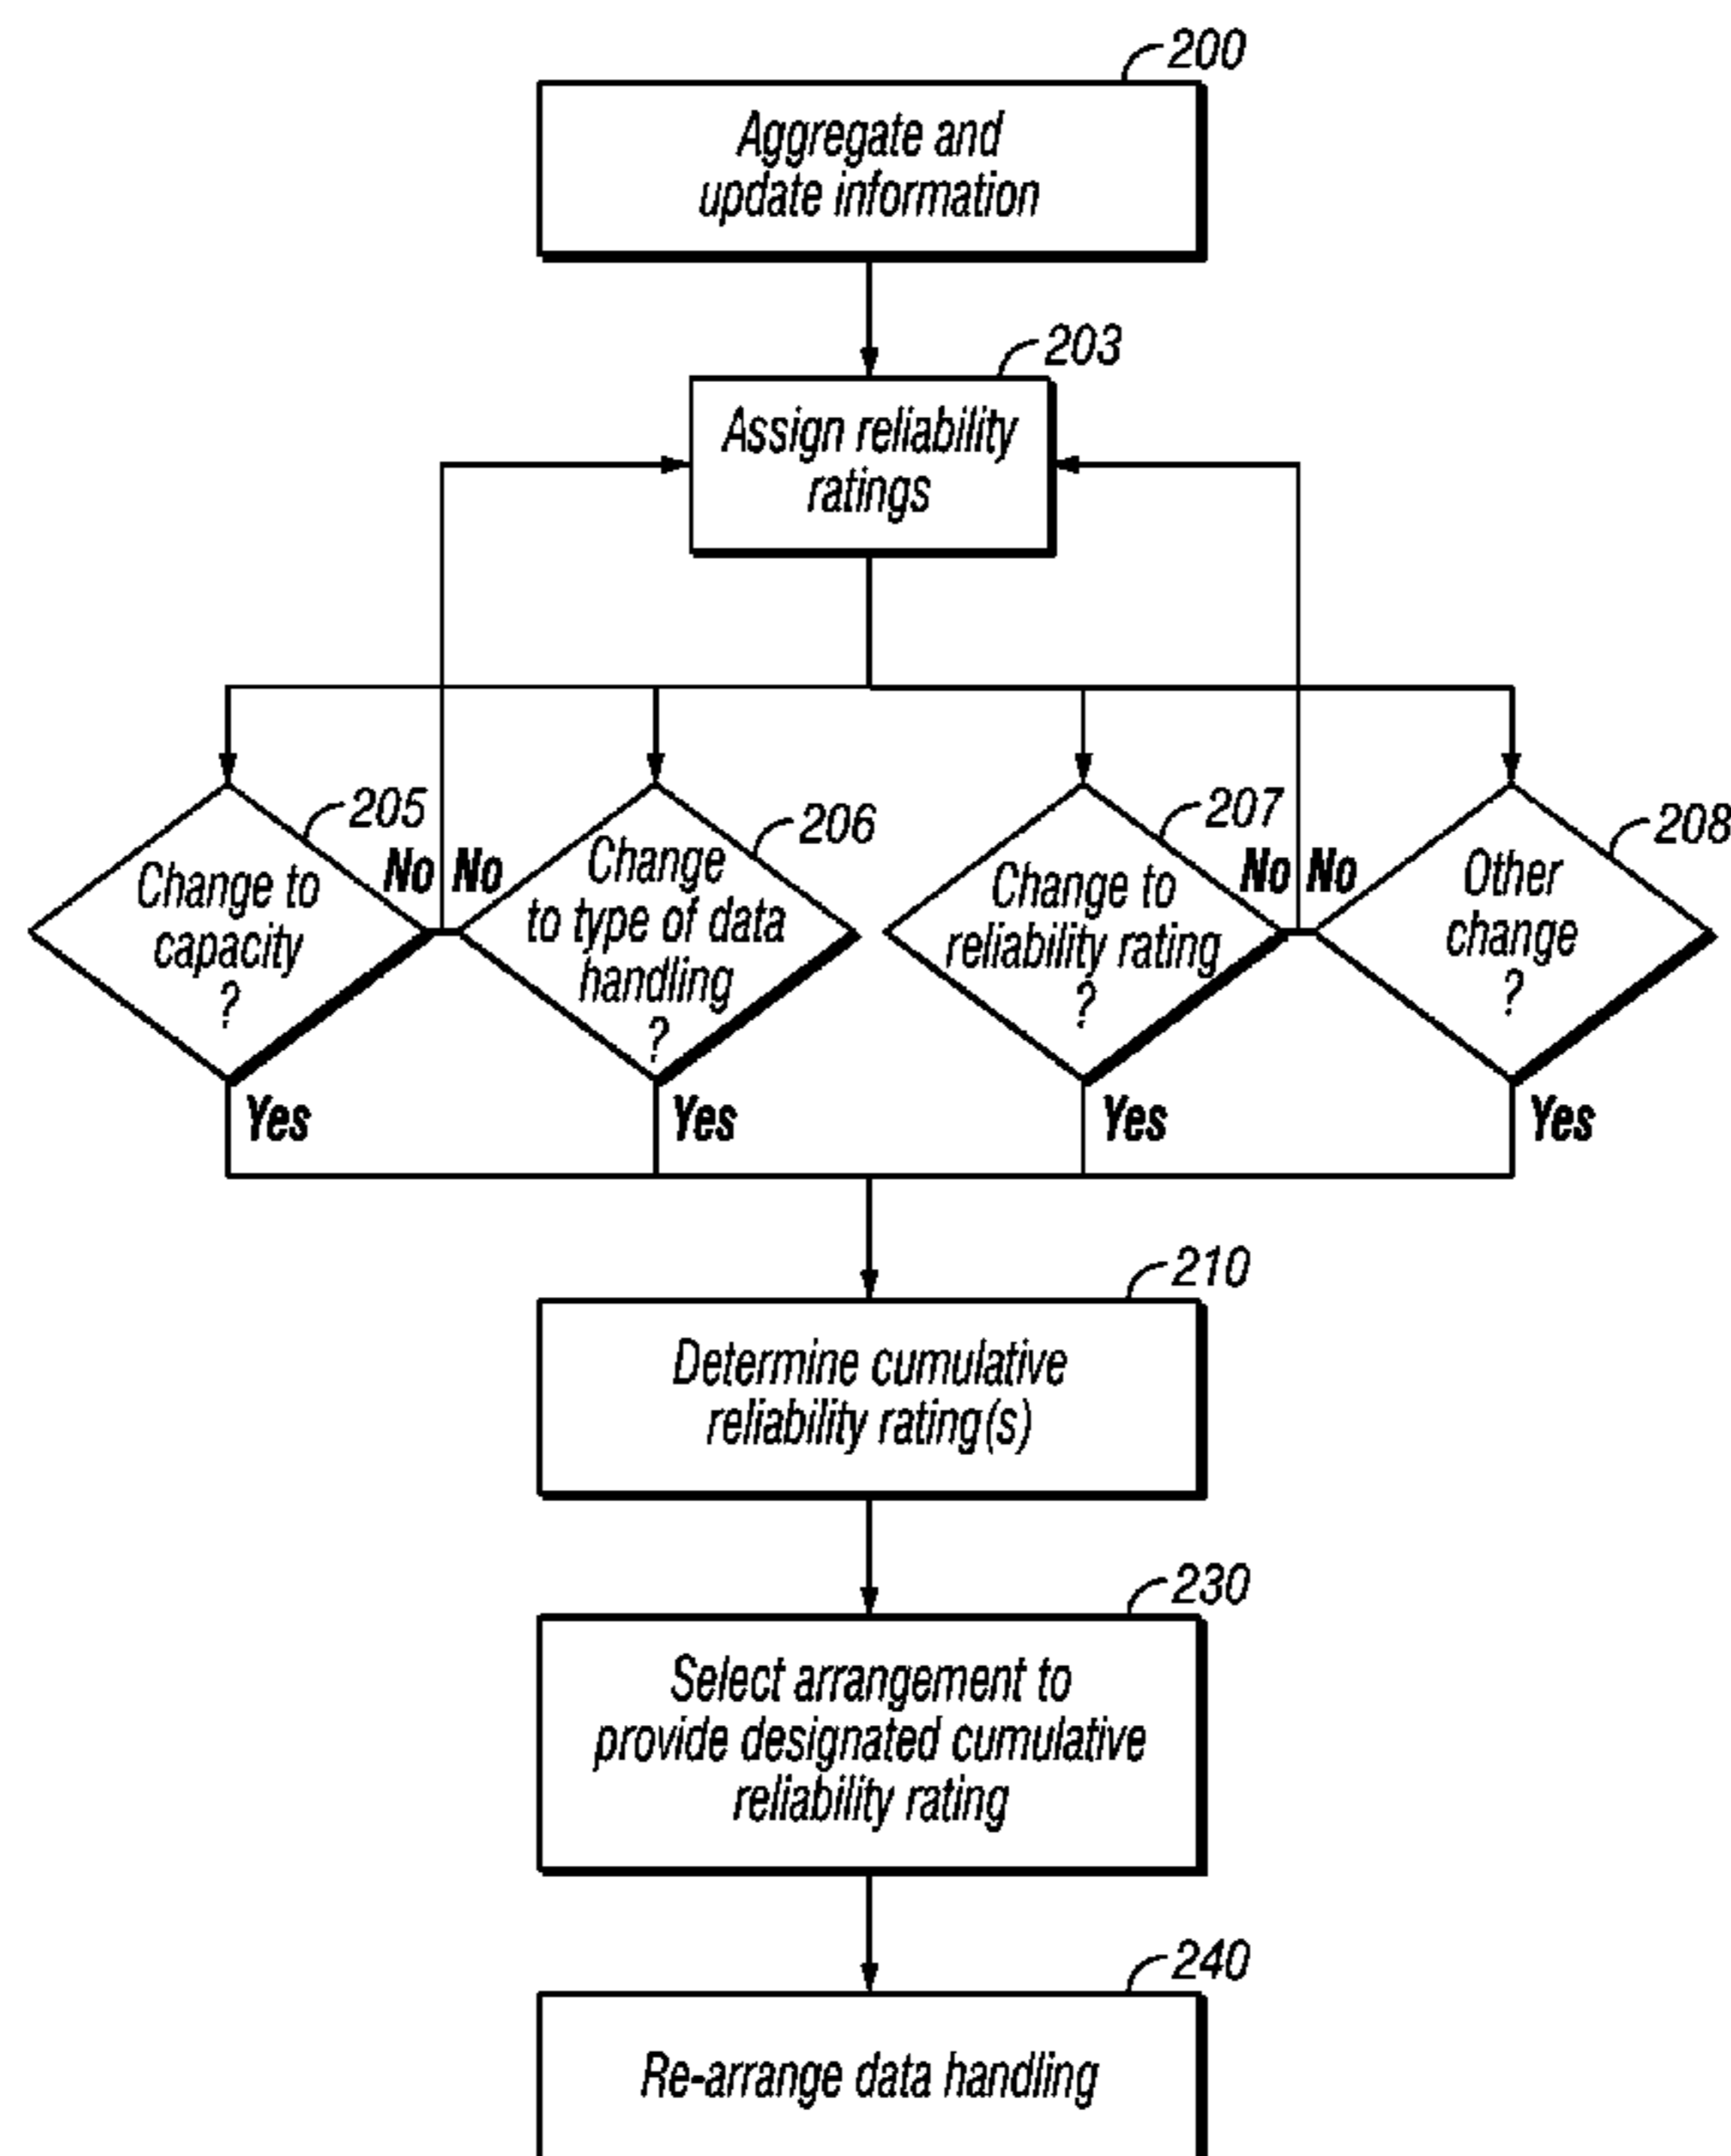 200
Aggregate and
update information
203
Assign reliability
ratings
205
Change to
capacity
?
No
No
206
Change
to type of data
handling
?
207
Change to
reliability rating
?
No
No
208
Other
change
?
Yes
Yes
Yes
Yes
210
Determine cumulative
reliability rating(s)
230
Select arrangement to
provide designated cumulative
reliability rating
240
Re-arrange data handling